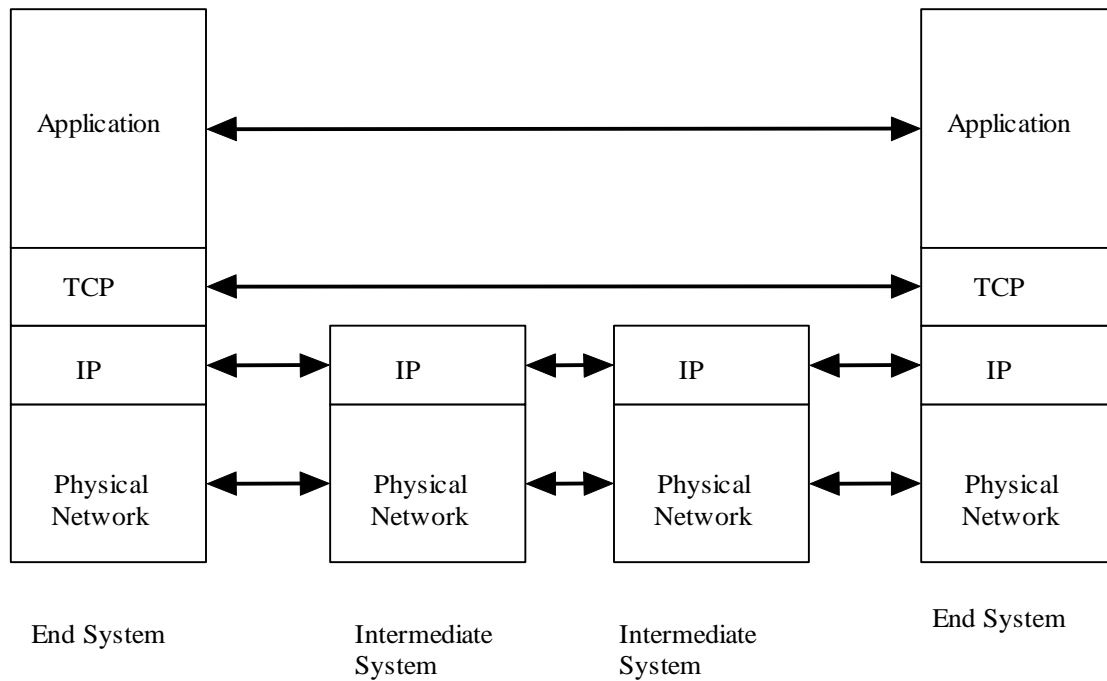 Application
Application
TCP
TCP
IP
IP
IP
IP
Physical
Network
Physical
Network
Physical
Network
Physical
Network
End System
Intermediate
System
Intermediate
System
End System